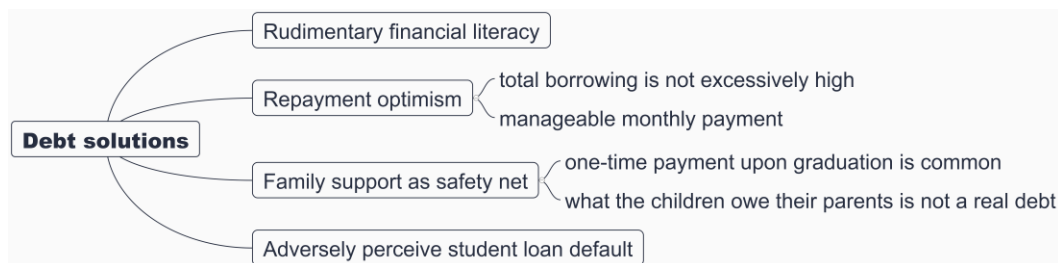 Debt solutions
Rudimentary financial literacy
Repayment optimism
total borrowing is not excessively high
manageable monthly payment
Family support as safety net
one-time payment upon graduation is common
what the children owe their parents is not a real debt
Adversely perceive student loan default